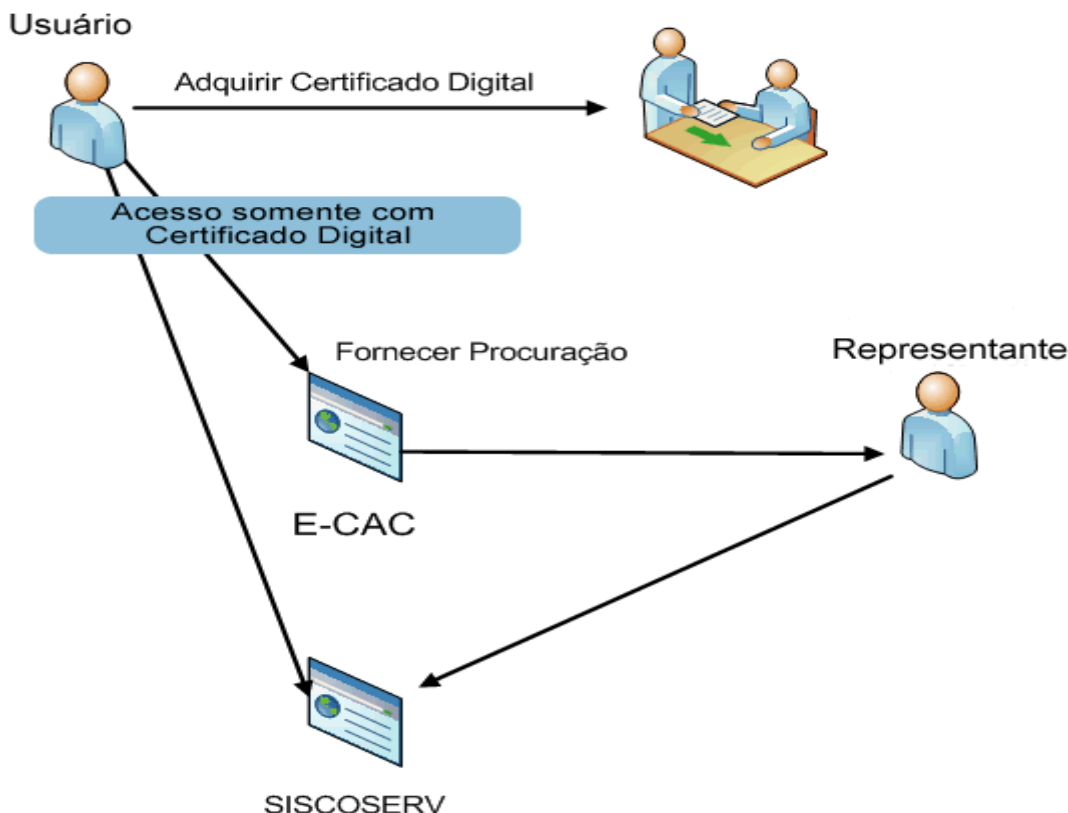 Usuário
Adquirir Certificado Digital
Acesso somente com
Certificado Digital
Fornecer Procuração
Representante
E-CAC
SISCOSERV